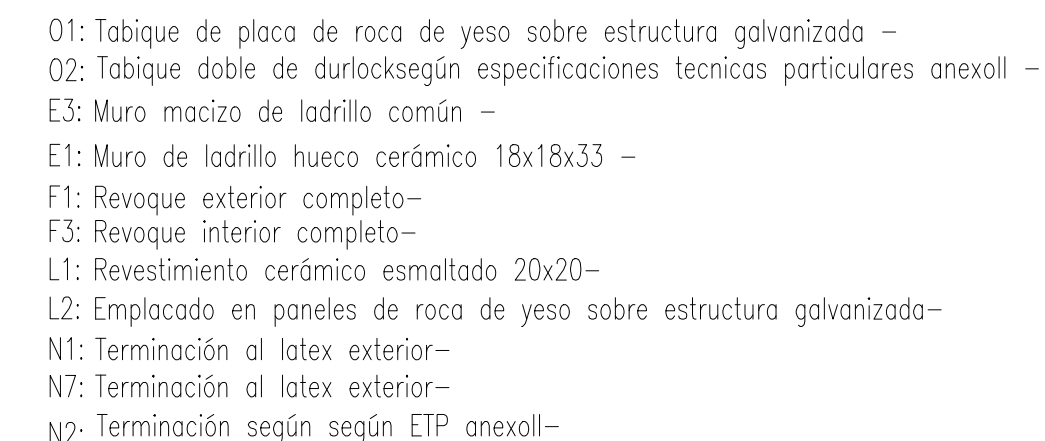 O1: Tabique de placa de roca de yeso sobre estructura galvanizada –
O2: Tabique doble de durlocksegún especificaciones tecnicas particulares anexoll –
E3: Muro macizo de ladrillo común –
E1: Muro de ladrillo hueco cerámico 18x18x33 –
F1: Revoque exterior completo–
F3: Revoque interior completo–
L1: Revestimiento cerámico esmaltado 20x20–
L2: Emplacado en paneles de roca de yeso sobre estructura galvanizada–
N1: Terminación al latex exterior–
N7: Terminación al latex exterior–
N2: Terminación según según ETP anexoll–